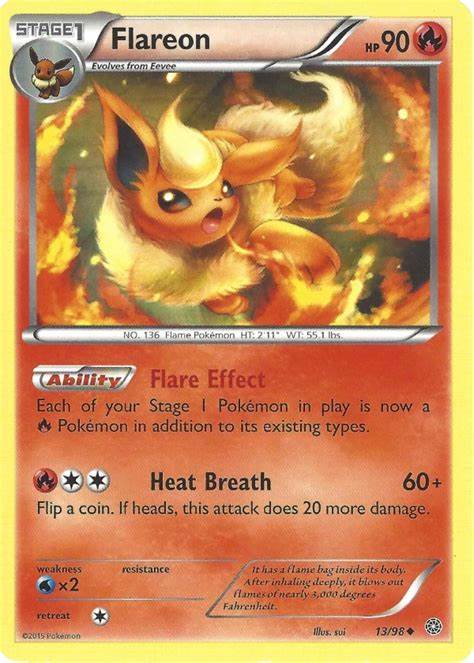 STAGE1 Flareon HP90
Evolves from Eevee
NO. 136 Flame Pokémon HT: 2'11" WT: 55.1 lbs.
Ability Flare Effect
Each of your Stage 1 Pokémon in play is now a
Pokémon in addition to its existing types.
Heat Breath 60+
Flip a coin. If heads, this attack does 20 more damage.
weakness resistance
×2
retreat
It has a flame bag inside its body.
After inhaling deeply, it blows out
flames of nearly 3,000 degrees
Fahrenheit.
©2015 Pokémon Illus. sui 13/98